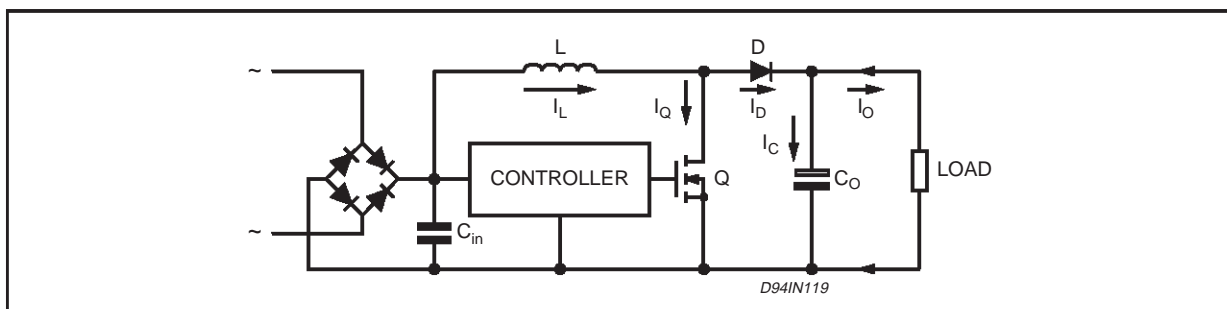 L
D
~
I_L
I_Q
I_D
I_O
I_C
CONTROLLER
Q
C_O
LOAD
~
C_in
D94IN119